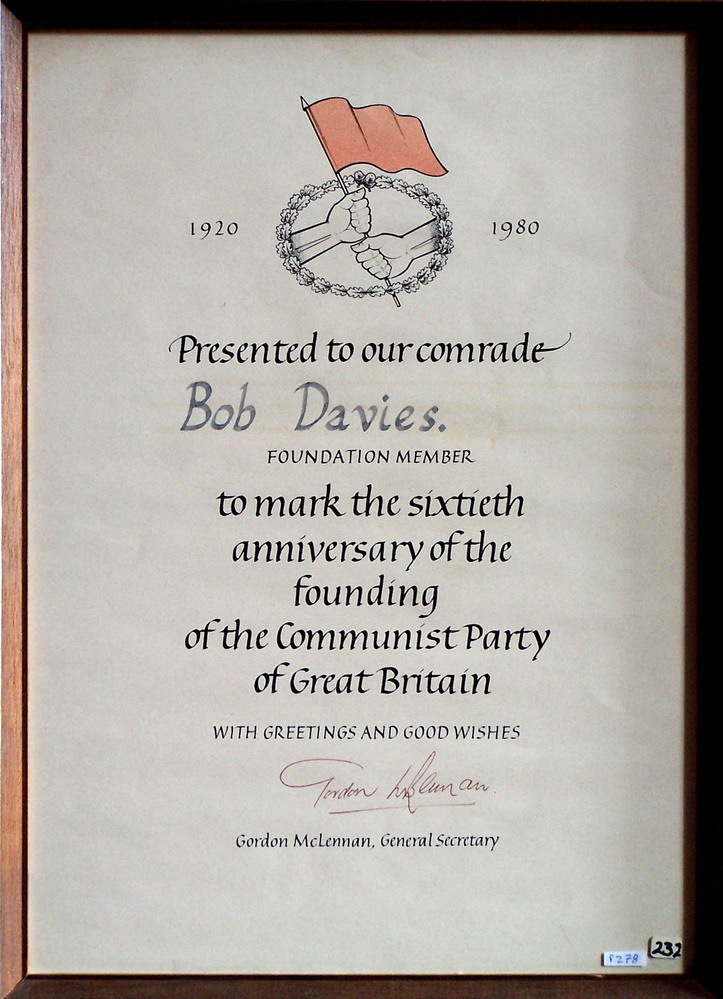 1920 1980
Presented to our comrade
Bob Davies.
FOUNDATION MEMBER
to mark the sixtieth
anniversary of the
founding
of the Communist Party
of Great Britain
WITH GREETINGS AND GOOD WISHES
Gordon McLennan.
Gordon McLennan, General Secretary
232